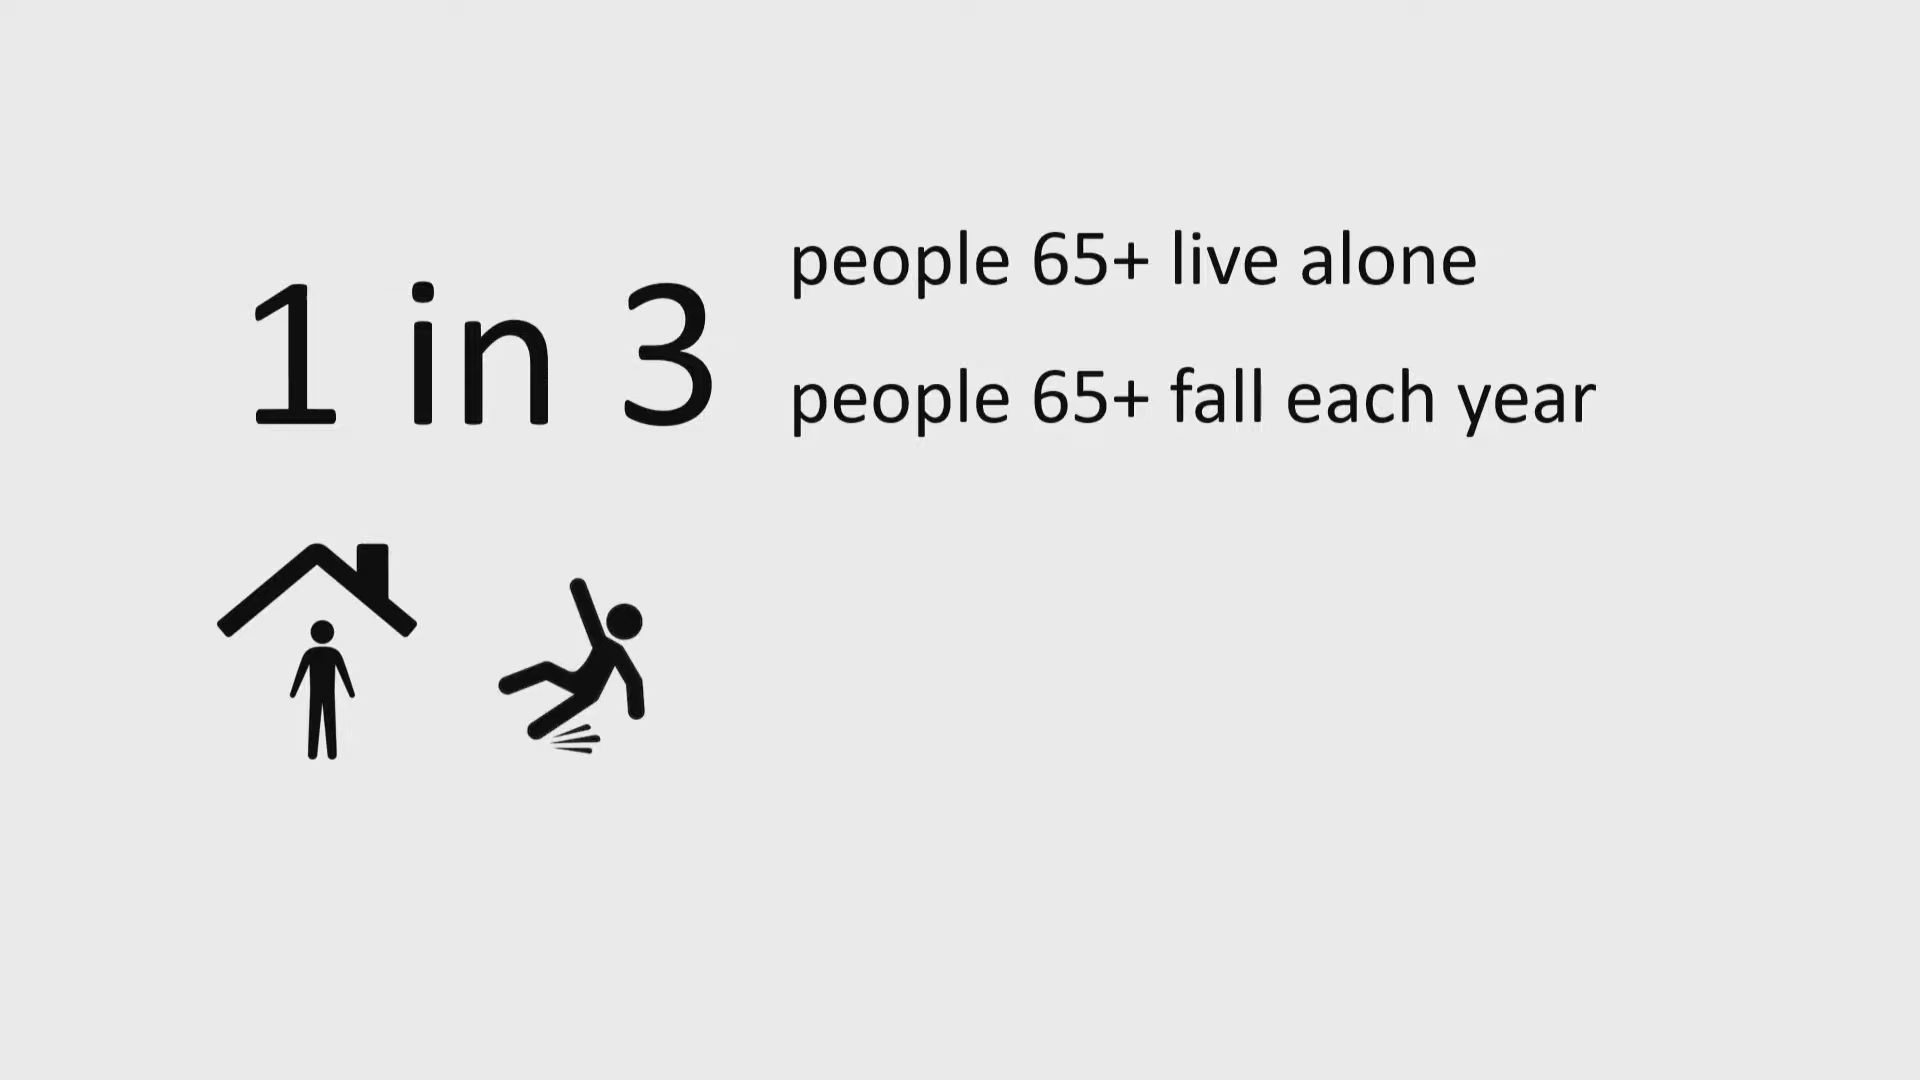 1 in 3
people 65+ live alone
people 65+ fall each year